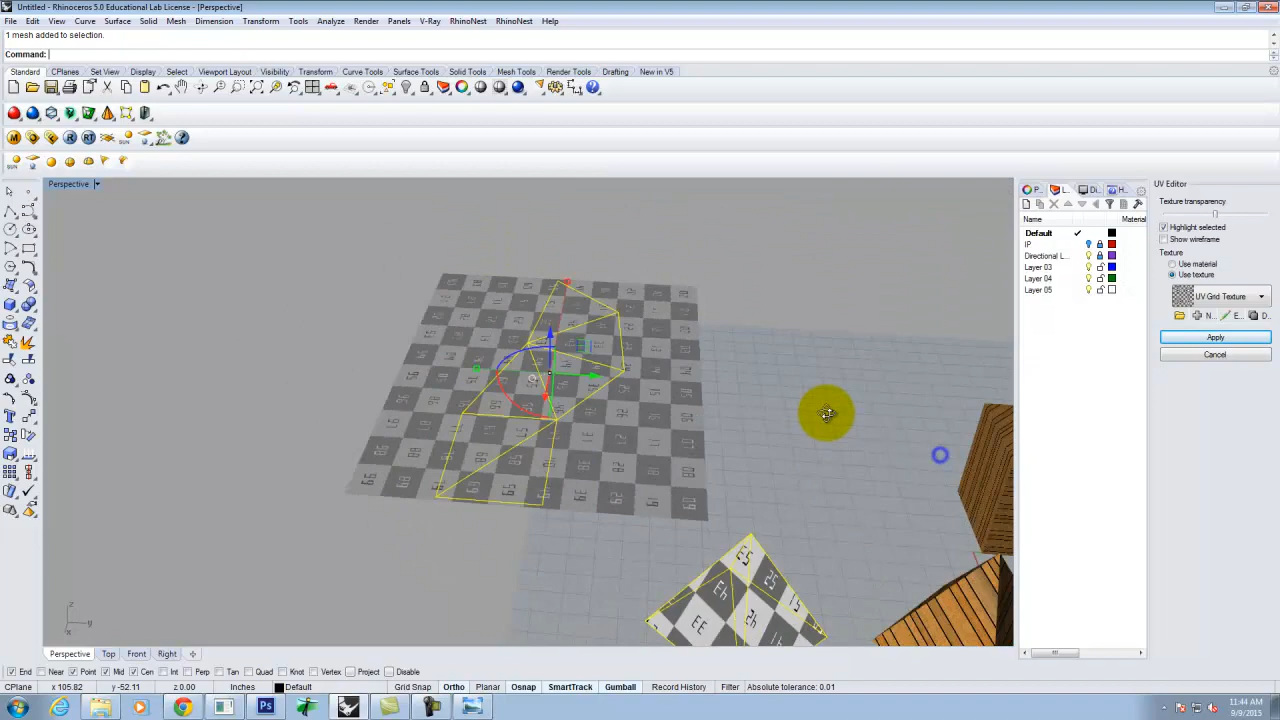 Untitled - Rhinoceros 5.0 Educational Lab License - [Perspective]
File Edit View Curve Surface Solid Mesh Dimension Transform Tools Analyze Render Panels V-Ray RhinoNest RhinoNest Help
1 mesh added to selection.
Command:
Standard CPlanes Set View Display Select Viewport Layout Visibility Transform Curve Tools Surface Tools Solid Tools Mesh Tools Render Tools Drafting New in V5
Perspective
P... L... Di... H...
Name Material
Default
IP
Directional L...
Layer 03
Layer 04
Layer 05
UV Editor
Texture transparency
Highlight selected
Show wireframe
Texture
Use material
Use texture
UV Grid Texture
N... E... D...
Apply
Cancel
Perspective Top Front Right
End Near Point Mid Cen Int Perp Tan Quad Knot Vertex Project Disable
CPlane x 105.82 y -52.11 z 0.00 Inches Default Grid Snap Ortho Planar Osnap SmartTrack Gumball Record History Filter Absolute tolerance: 0.01
11:44 AM
9/9/2015